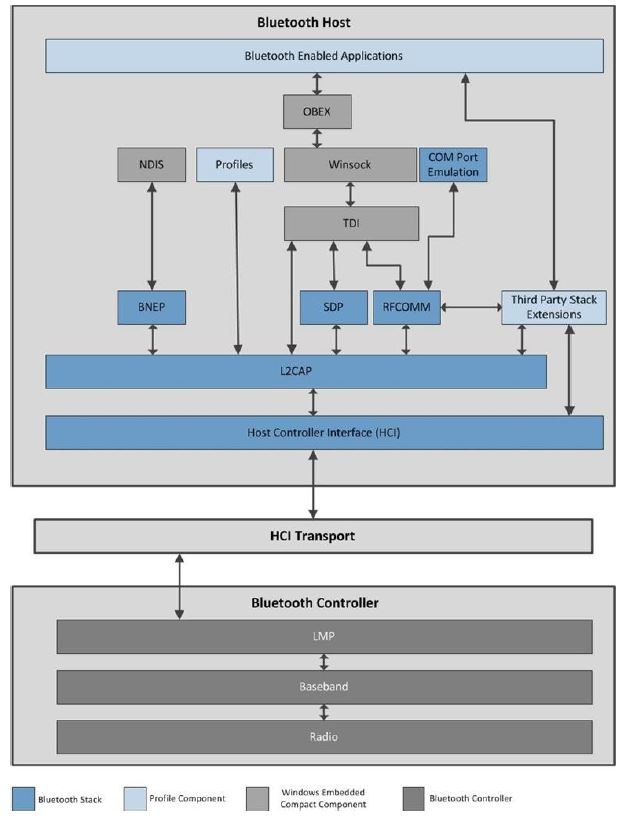 Bluetooth Host
Bluetooth Enabled Applications
OBEX
NDIS
Profiles
Winsock
COM Port
Emulation
TDI
BNEP
SDP
RFCOMM
Third Party Stack
Extensions
L2CAP
Host Controller Interface (HCI)
HCI Transport
Bluetooth Controller
LMP
Baseband
Radio
Bluetooth Stack
Profile Component
Windows Embedded
Compact Component
Bluetooth Controller